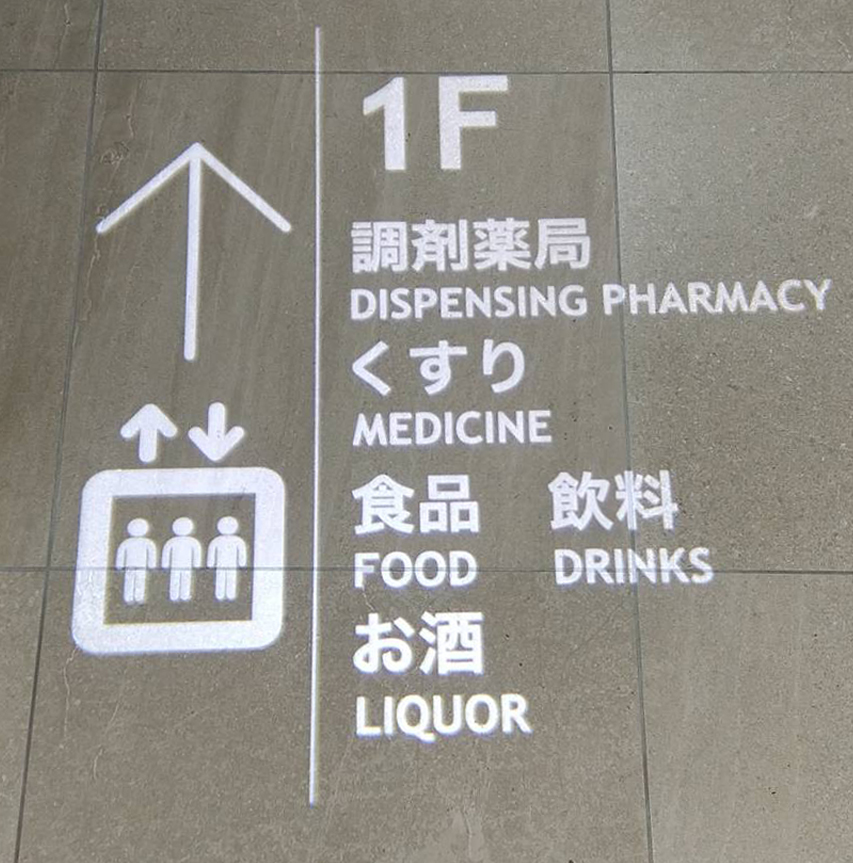 1F
調剤薬局
DISPENSING PHARMACY
くすり
MEDICINE
食品 飲料
FOOD DRINKS
お酒
LIQUOR